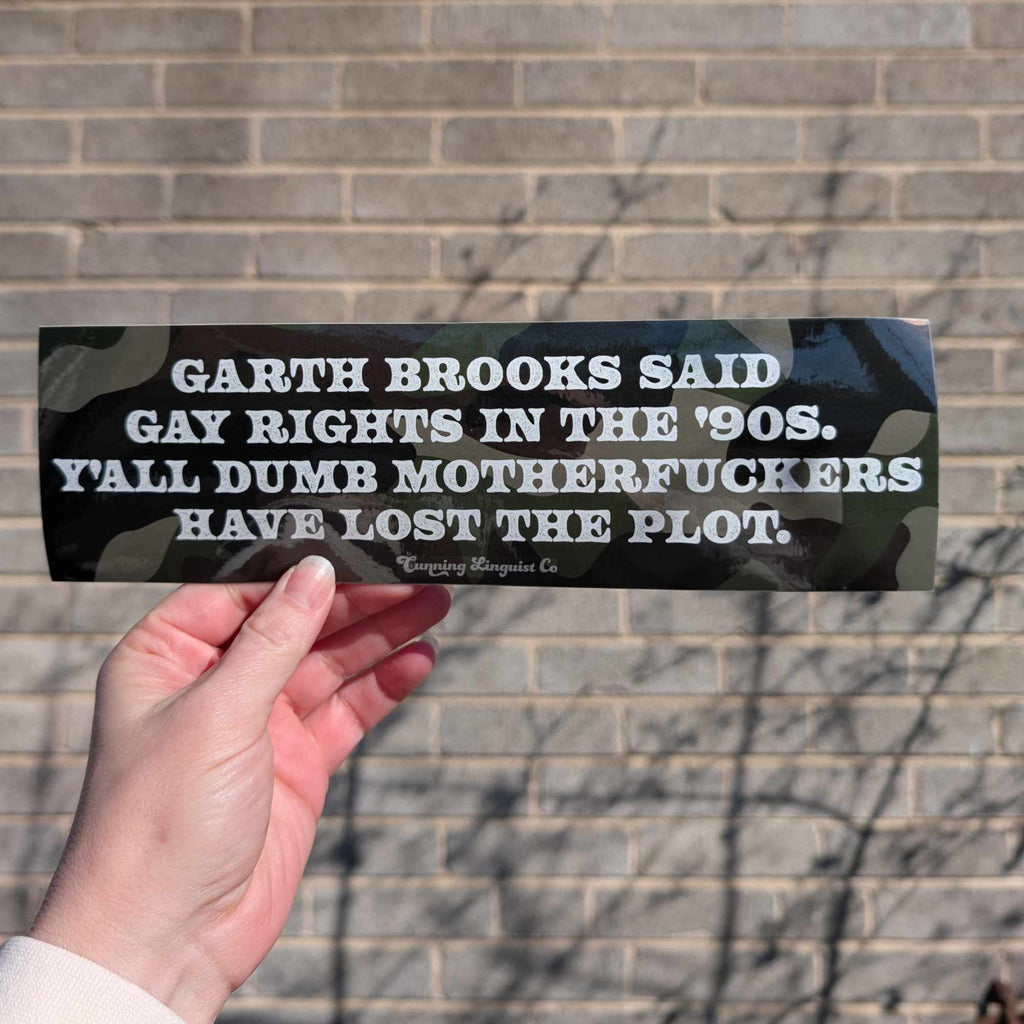 GARTH BROOKS SAID
GAY RIGHTS IN THE '90S.
Y'ALL DUMB MOTHERFUCKERS
HAVE LOST THE PLOT.
Cunning Linguist Co